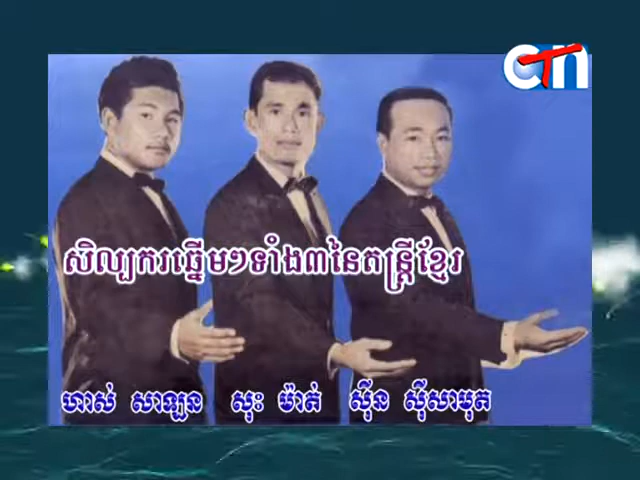 CTN
សិល្បករឆ្នើមៗទាំង៣នៃតន្ត្រីខ្មែរ
ហាស់ សាឡន សុះ ម៉ាត់ ស៊ីន ស៊ីសាមុត